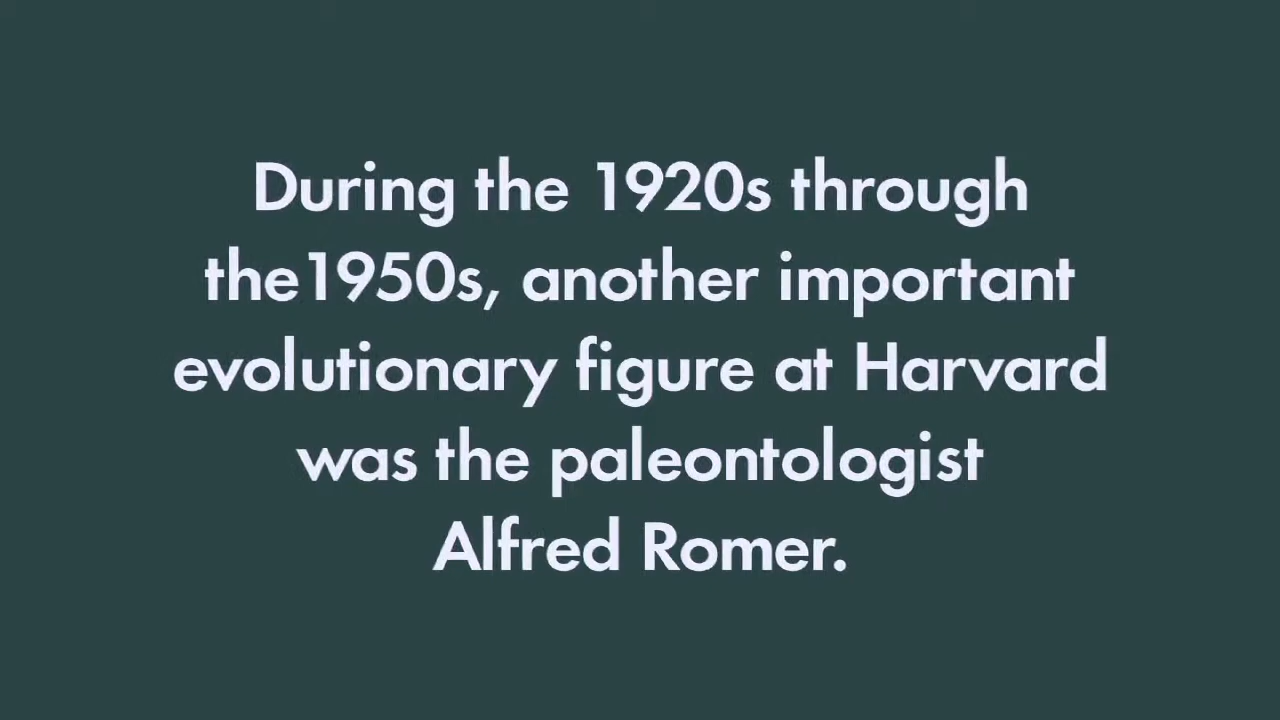 During the 1920s through
the1950s, another important
evolutionary figure at Harvard
was the paleontologist
Alfred Romer.